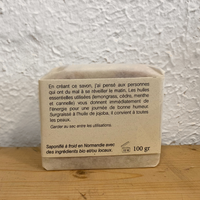 En créant ce savon, j'ai pensé aux personnes
qui ont du mal à se réveiller le matin. Les huiles
essentielles utilisées (lemongrass, cèdre, menthe
et cannelle) vous donnent immédiatement de
l'énergie pour une journée de bonne humeur.
Surgraissé à l'huile de jojoba, il convient à toutes
les peaux.
Garder au sec entre les utilisations.
Saponifié à froid en Normandie avec
des ingrédients bio et/ou locaux.
100 gr